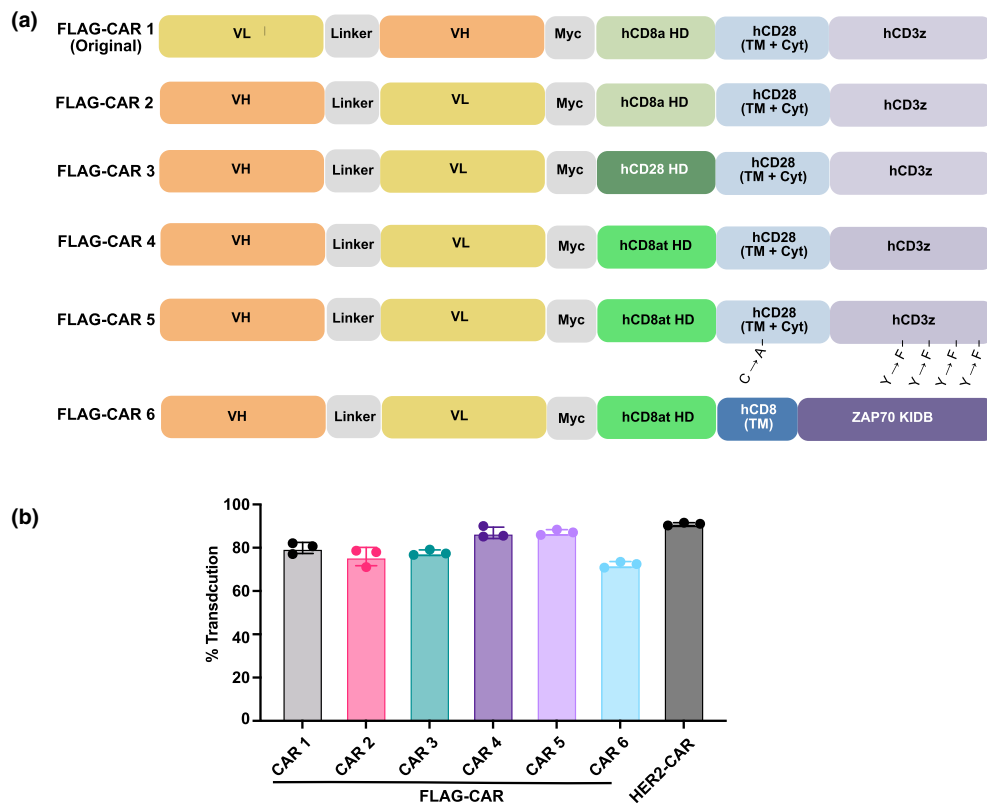 (a)
FLAG-CAR 1
(Original)
VL
Linker
VH
Myc
hCD8a HD
hCD28
(TM + Cyt)
hCD3z
FLAG-CAR 2
VH
Linker
VL
Myc
hCD8a HD
hCD28
(TM + Cyt)
hCD3z
FLAG-CAR 3
VH
Linker
VL
Myc
hCD28 HD
hCD28
(TM + Cyt)
hCD3z
FLAG-CAR 4
VH
Linker
VL
Myc
hCD8at HD
hCD28
(TM + Cyt)
hCD3z
FLAG-CAR 5
VH
Linker
VL
Myc
hCD8at HD
hCD28
(TM + Cyt)
hCD3z
C → A
Y → F
Y → F
Y → F
Y → F
FLAG-CAR 6
VH
Linker
VL
Myc
hCD8at HD
hCD8
(TM)
ZAP70 KIDB
(b)
% Transdcution
100
80
60
40
20
0
CAR 1
CAR 2
CAR 3
CAR 4
CAR 5
CAR 6
HER2-CAR
FLAG-CAR